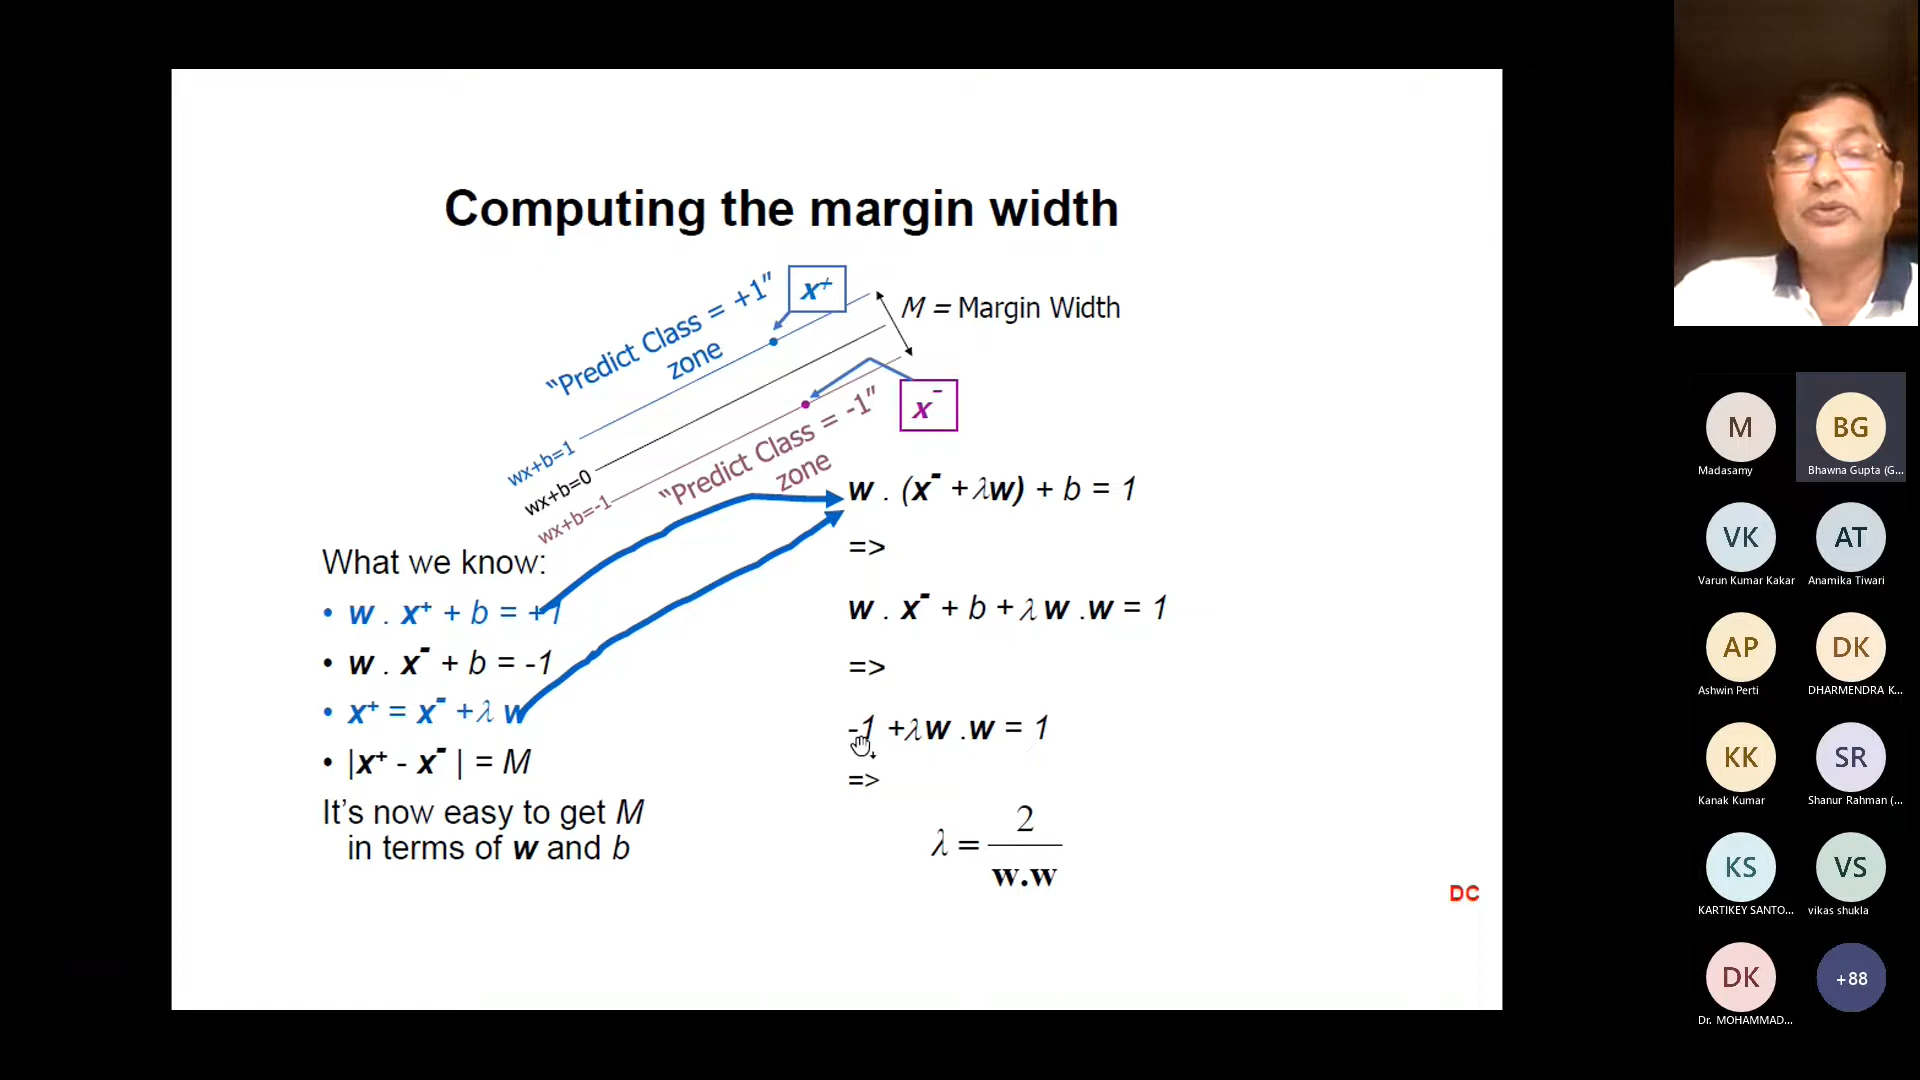 Computing the margin width
"Predict Class = +1"
zone
x⁺
M = Margin Width
x⁻
"Predict Class = -1"
zone
wx+b=1
wx+b=0
wx+b=-1
What we know:
• w . x⁺ + b = +1
• w . x⁻ + b = -1
• x⁺ = x⁻ + λ w
• |x⁺ - x⁻ | = M
It's now easy to get M
in terms of w and b
w . (x⁻ + λw) + b = 1
=>
w . x⁻ + b + λ w .w = 1
=>
-1 + λw .w = 1
=>
λ = 2
w.w
DC
M
Madasamy
BG
Bhawna Gupta (G...
VK
Varun Kumar Kakar
AT
Anamika Tiwari
AP
Ashwin Perti
DK
DHARMENDRA K...
KK
Kanak Kumar
SR
Shanur Rahman (...
KS
KARTIKEY SANTO...
VS
vikas shukla
DK
Dr. MOHAMMAD...
+88